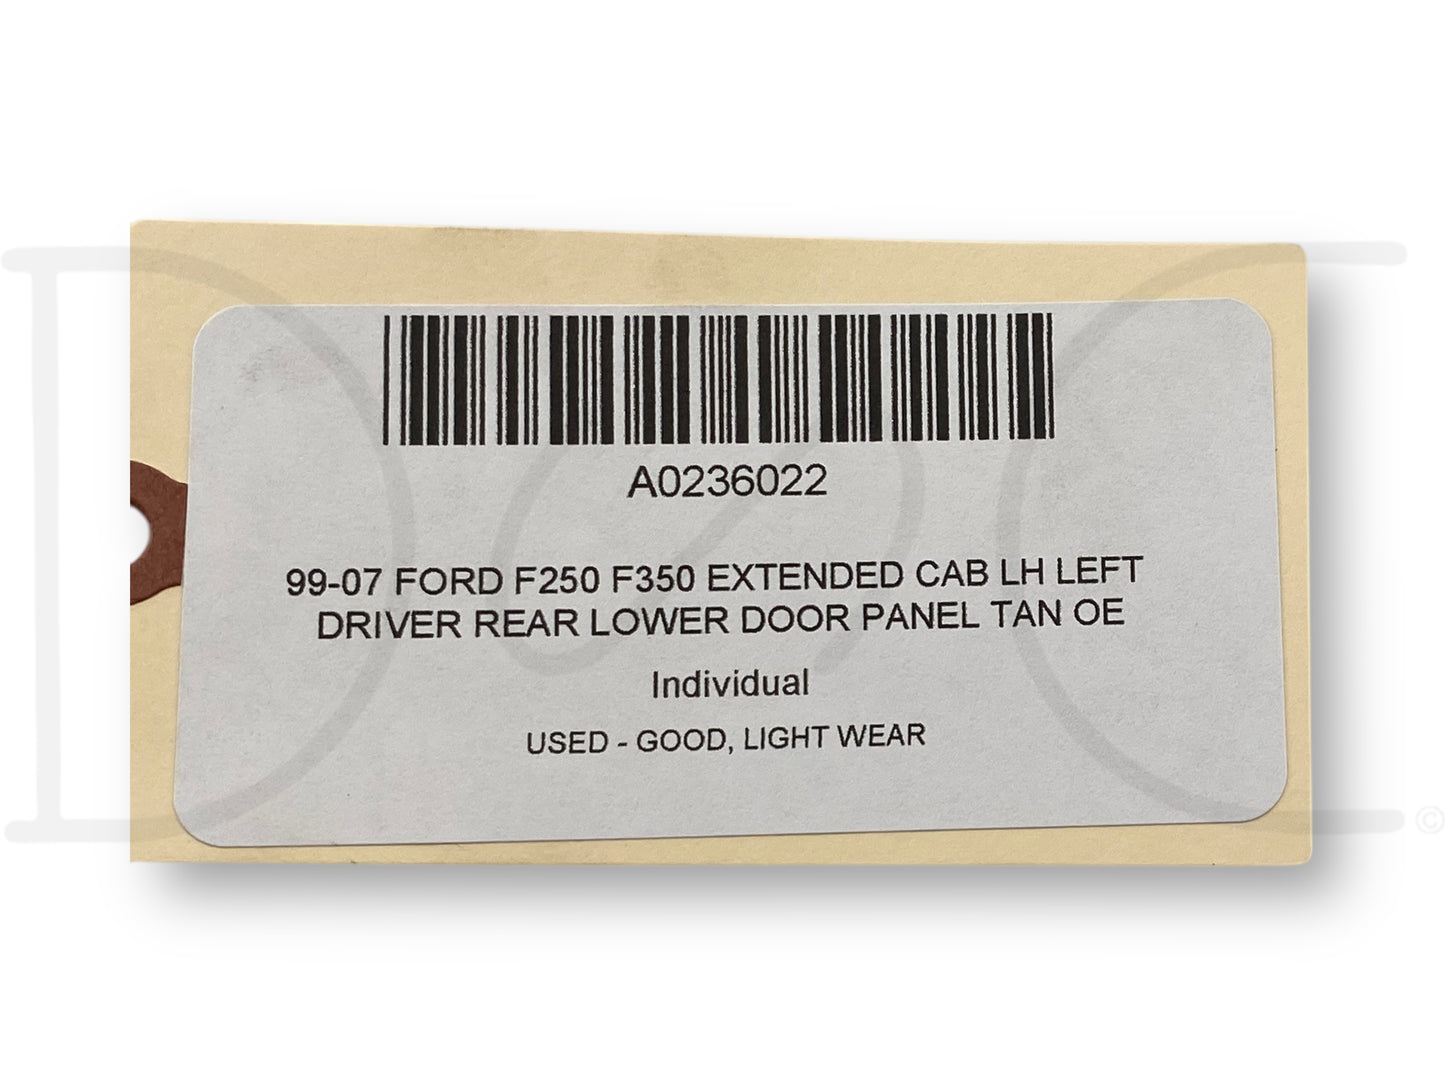 A0236022
99-07 FORD F250 F350 EXTENDED CAB LH LEFT
DRIVER REAR LOWER DOOR PANEL TAN OE
Individual
USED - GOOD, LIGHT WEAR
D C
©